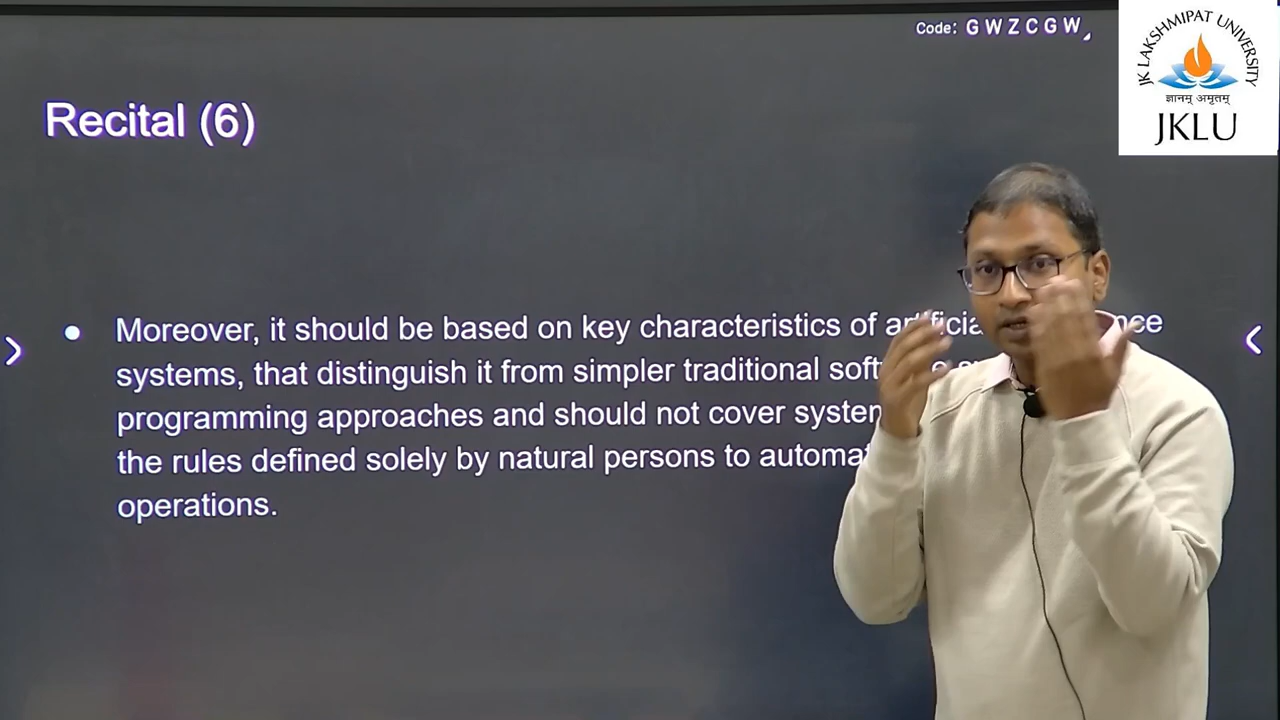 Code: G W Z C G W
JK LAKSHMIPAT UNIVERSITY
ज्ञानम् अमृतम्
JKLU
Recital (6)
Moreover, it should be based on key characteristics of
systems, that distinguish it from simpler traditional
programming approaches and should not cover
the rules defined solely by natural persons to
operations.